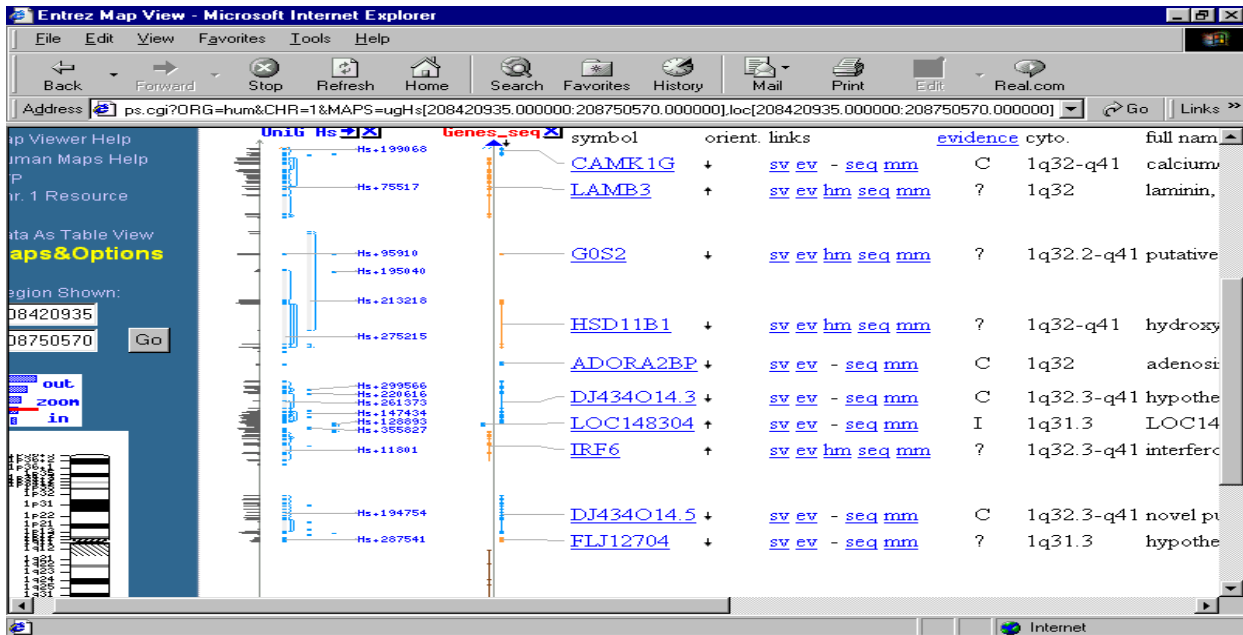 Entrez Map View - Microsoft Internet Explorer
File Edit View Favorites Tools Help
Back Forward Stop Refresh Home Search Favorites History Mail Print Edit Real.com
Address ps.cgi?ORG=hum&CHR=1&MAPS=ugHs[208420935.000000:208750570.000000],loc[208420935.000000:208750570.000000] Go Links »
ap Viewer Help
uman Maps Help
hr. 1 Resource
ata As Table View
aps&Options
egion Shown:
08420935
08750570 Go
out
zoom
in
1p31
1p22
1p21
1q31
UniG Hs Genes_seq symbol orient. links evidence cyto. full nam
Hs.199068
CAMK1G ↓ sv ev - seq mm C 1q32-q41 calcium/
Hs.75517 LAMB3 ↑ sv ev hm seq mm ? 1q32 laminin,
Hs.95910 G0S2 ↓ sv ev hm seq mm ? 1q32.2-q41 putative
Hs.195040
Hs.213218
HSD11B1 ↓ sv ev hm seq mm ? 1q32-q41 hydroxy
Hs.275215
ADORA2BP ↓ sv ev - seq mm C 1q32 adenosi
Hs.299566
Hs.220616
Hs.261373
DJ434O14.3 ↓ sv ev - seq mm C 1q32.3-q41 hypothe
Hs.147434
Hs.128893
LOC148304 ↑ sv ev - seq mm I 1q31.3 LOC14
Hs.355827
Hs.11801 IRF6 ↑ sv ev hm seq mm ? 1q32.3-q41 interfero
Hs.194754 DJ434O14.5 ↓ sv ev - seq mm C 1q32.3-q41 novel pu
Hs.287541 FLJ12704 ↓ sv ev - seq mm ? 1q31.3 hypothe
Internet